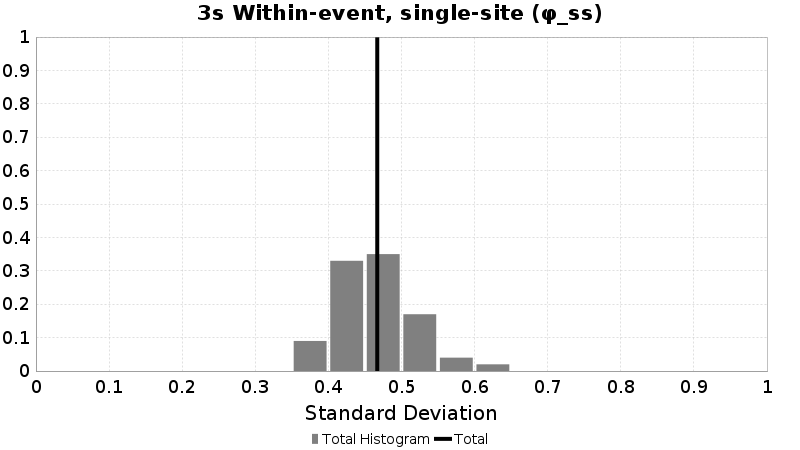 3s Within-event, single-site (φ_ss)
1
0.9
0.8
0.7
0.6
0.5
0.4
0.3
0.2
0.1
0
0 0.1 0.2 0.3 0.4 0.5 0.6 0.7 0.8 0.9 1
Standard Deviation
Total Histogram Total